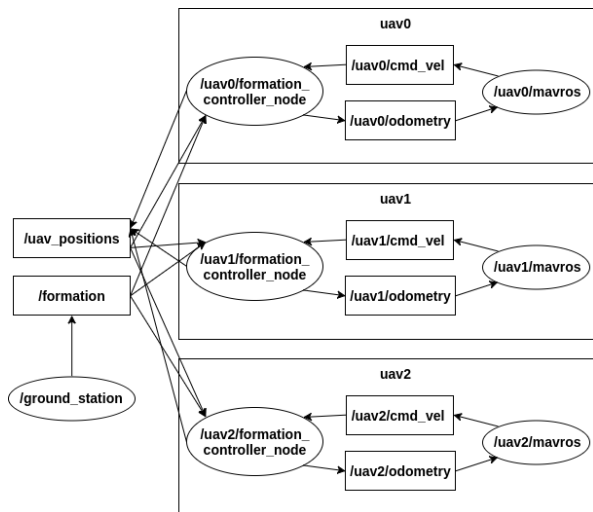 uav0
/uav0/formation_
controller_node
/uav0/cmd_vel
/uav0/odometry
/uav0/mavros
uav1
/uav_positions
/formation
/ground_station
/uav1/formation_
controller_node
/uav1/cmd_vel
/uav1/odometry
/uav1/mavros
uav2
/uav2/formation_
controller_node
/uav2/cmd_vel
/uav2/odometry
/uav2/mavros